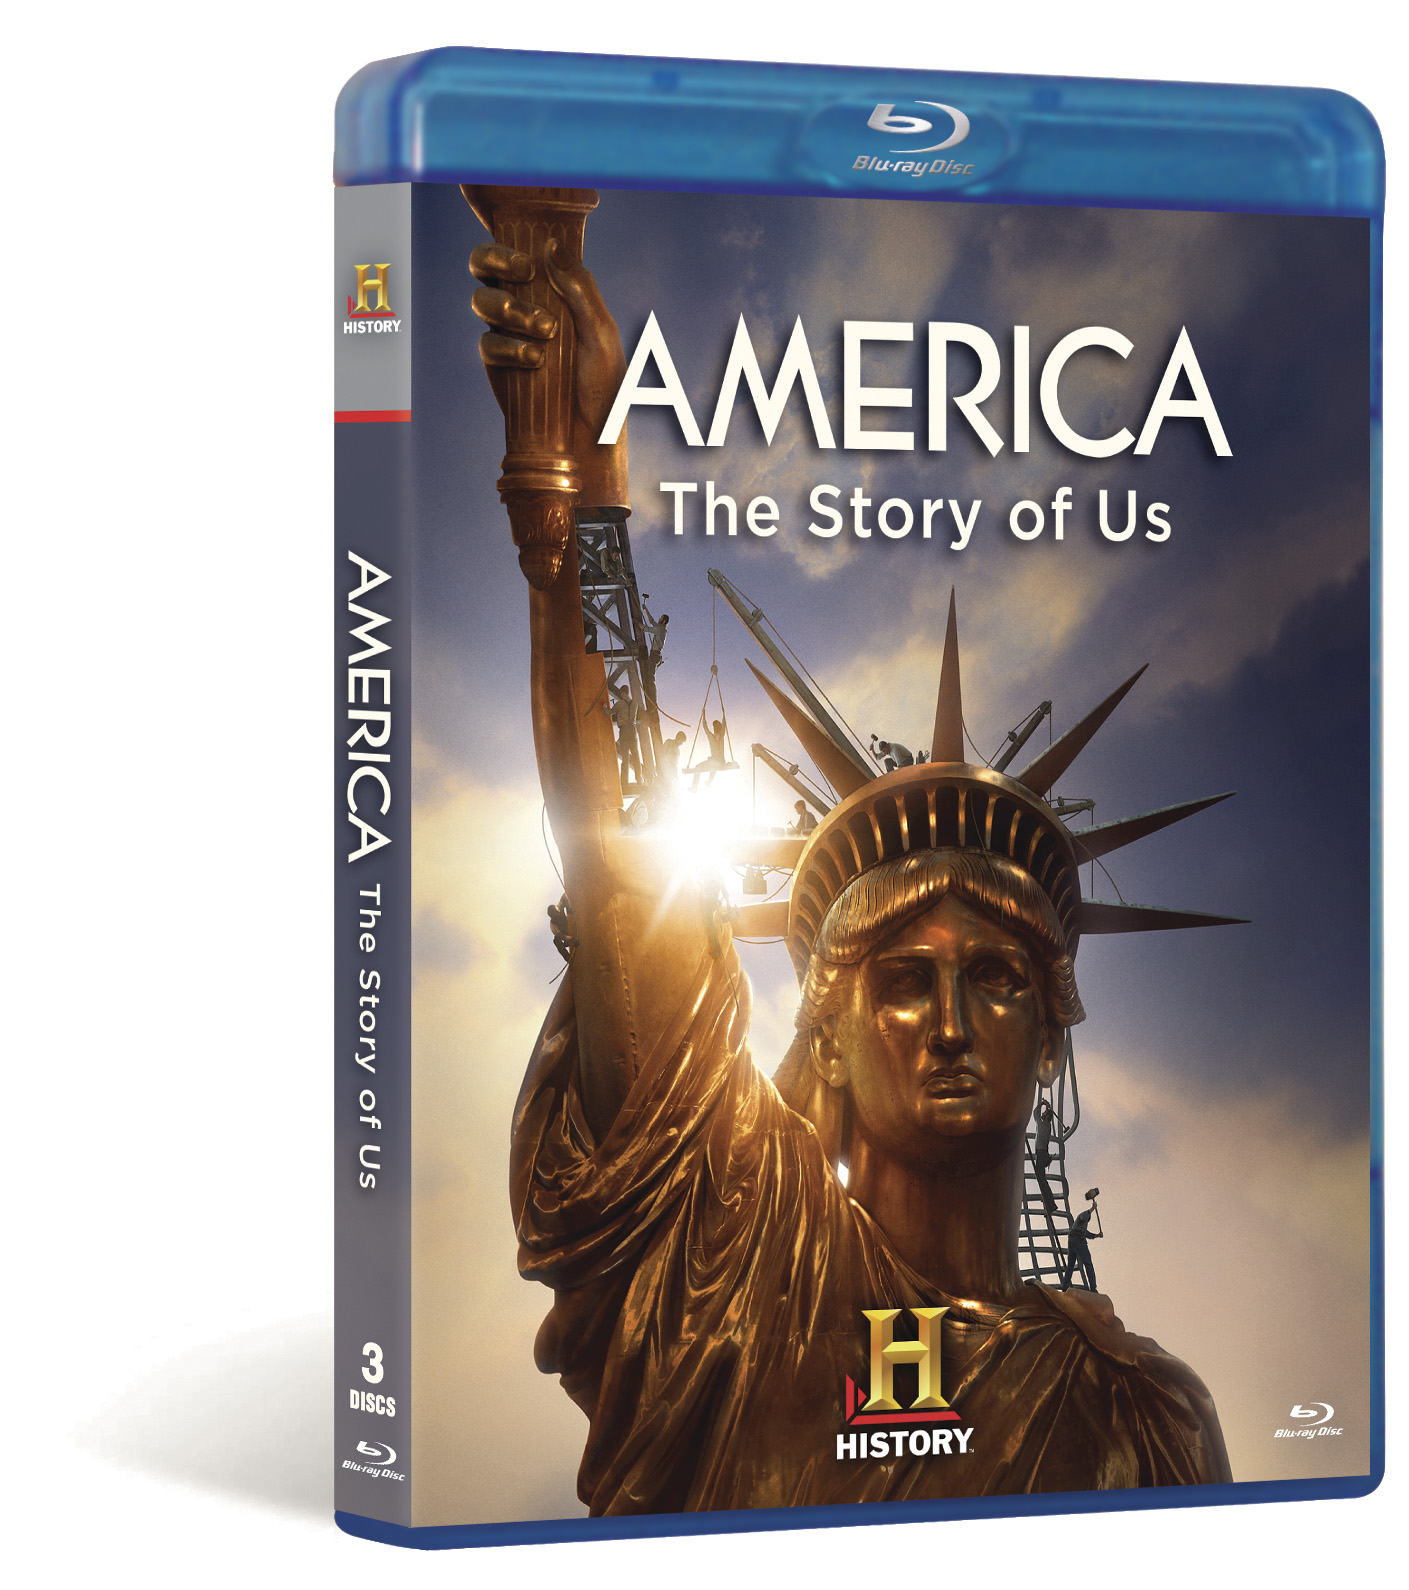 Blu-ray Disc
H
HISTORY
AMERICA The Story of Us
3
DISCS
Blu-ray Disc
AMERICA
The Story of Us
H
HISTORY™
Blu-ray Disc